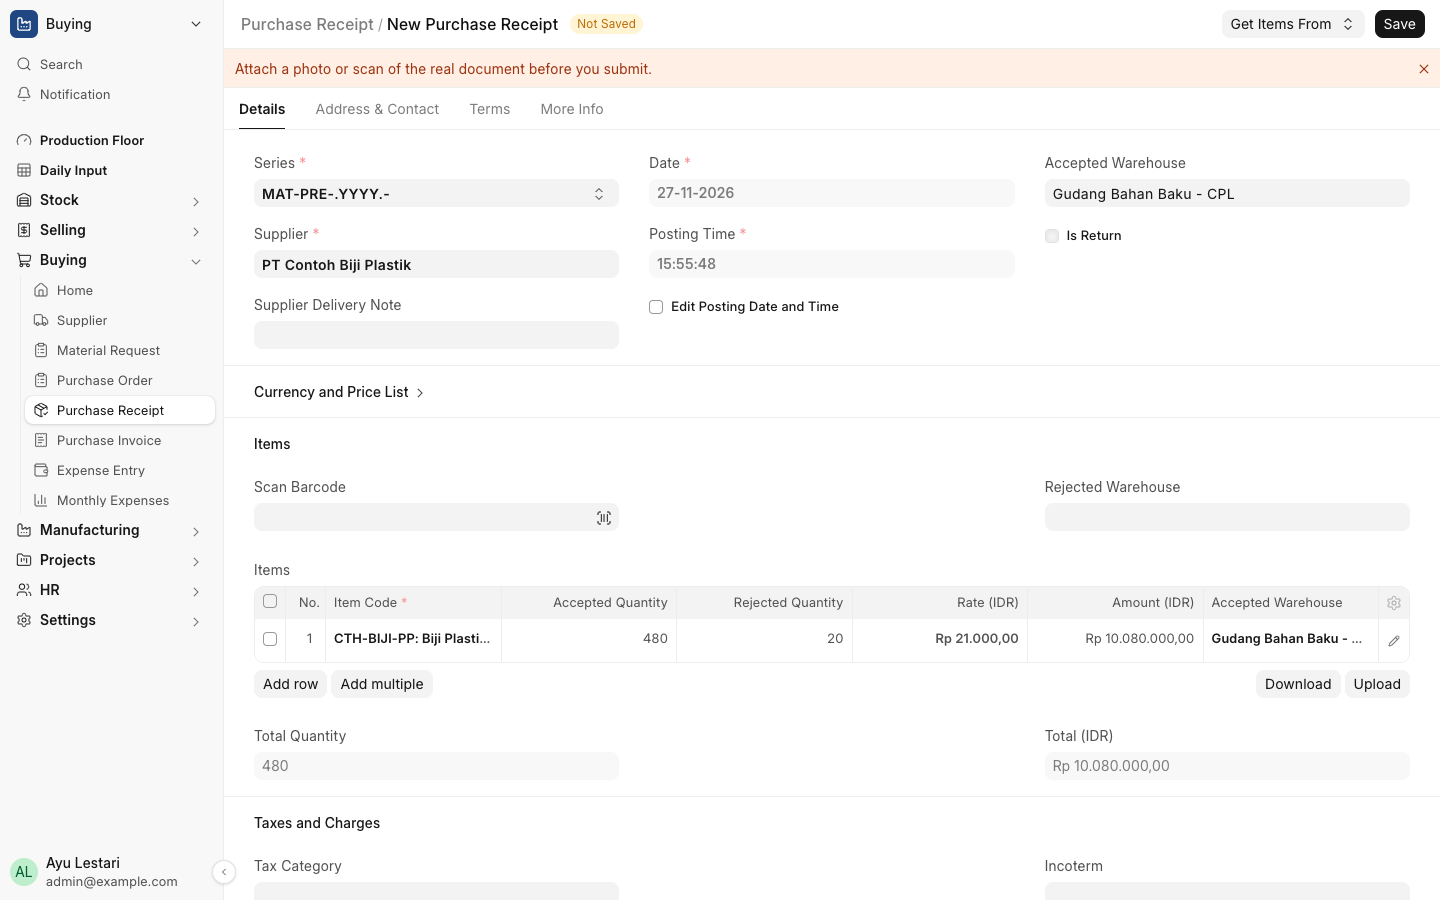 Buying
Search
Notification
Production Floor
Daily Input
Stock
Selling
Buying
Home
Supplier
Material Request
Purchase Order
Purchase Receipt
Purchase Invoice
Expense Entry
Monthly Expenses
Manufacturing
Projects
HR
Settings
AL
Ayu Lestari
admin@example.com
Purchase Receipt / New Purchase Receipt Not Saved
Get Items From Save
Attach a photo or scan of the real document before you submit.
Details Address & Contact Terms More Info
Series * Date * Accepted Warehouse
MAT-PRE-.YYYY.- 27-11-2026 Gudang Bahan Baku - CPL
Supplier * Posting Time * Is Return
PT Contoh Biji Plastik 15:55:48
Supplier Delivery Note Edit Posting Date and Time
Currency and Price List
Items
Scan Barcode Rejected Warehouse
Items
No. Item Code * Accepted Quantity Rejected Quantity Rate (IDR) Amount (IDR) Accepted Warehouse
1 CTH-BIJI-PP: Biji Plasti... 480 20 Rp 21.000,00 Rp 10.080.000,00 Gudang Bahan Baku - ...
Add row Add multiple Download Upload
Total Quantity Total (IDR)
480 Rp 10.080.000,00
Taxes and Charges
Tax Category Incoterm